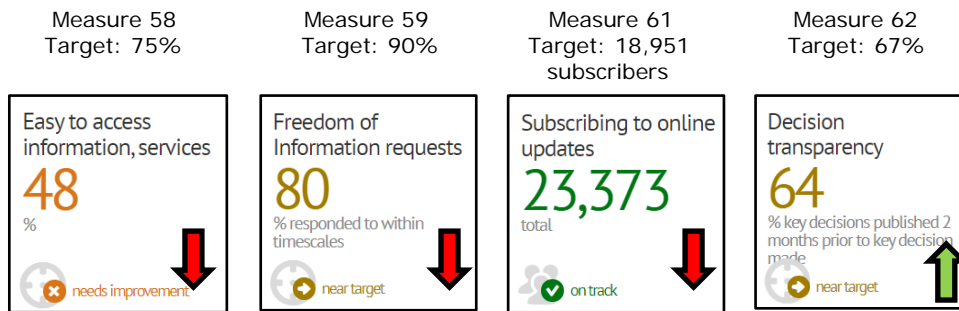 Measure 58
Target: 75%
Measure 59
Target: 90%
Measure 61
Target: 18,951
subscribers
Measure 62
Target: 67%
Easy to access
information, services
48
%
needs improvement
Freedom of
Information requests
80
% responded to within
timescales
near target
Subscribing to online
updates
23,373
total
on track
Decision
transparency
64
% key decisions published 2
months prior to key decision
made
near target